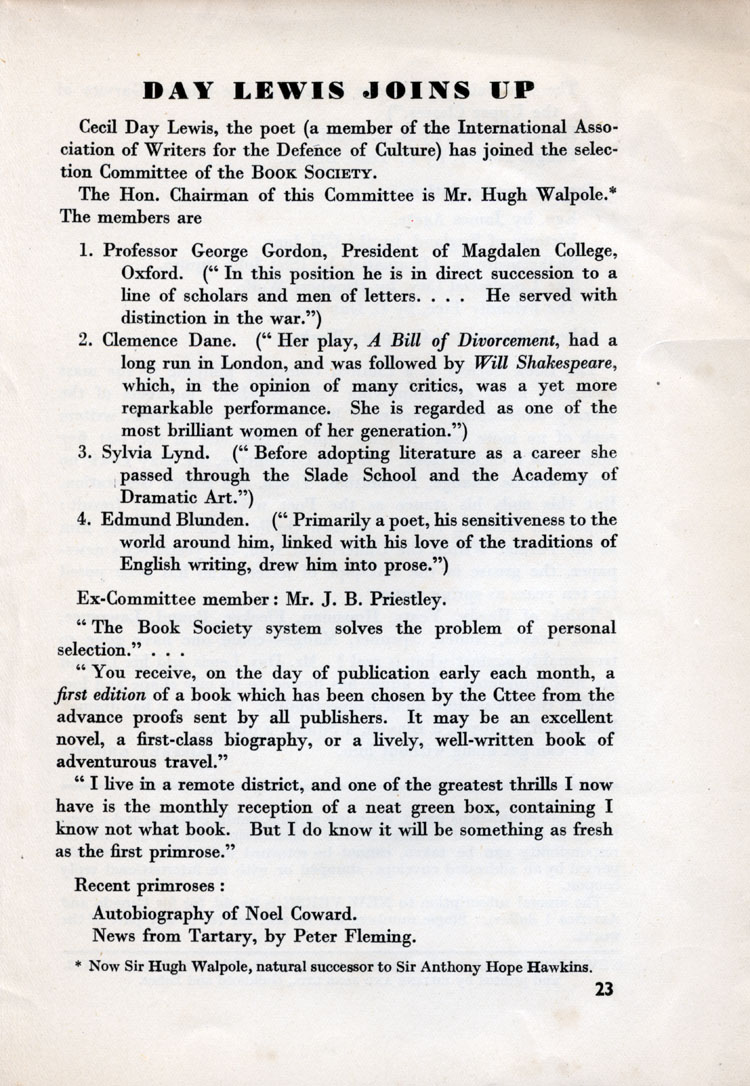 DAY LEWIS JOINS UP
Cecil Day Lewis, the poet (a member of the International Asso-
ciation of Writers for the Defence of Culture) has joined the selec-
tion Committee of the BOOK SOCIETY.
The Hon. Chairman of this Committee is Mr. Hugh Walpole.*
The members are
1. Professor George Gordon, President of Magdalen College,
Oxford. (“ In this position he is in direct succession to a
line of scholars and men of letters. . . . He served with
distinction in the war.”)
2. Clemence Dane. (“ Her play, A Bill of Divorcement, had a
long run in London, and was followed by Will Shakespeare,
which, in the opinion of many critics, was a yet more
remarkable performance. She is regarded as one of the
most brilliant women of her generation.”)
3. Sylvia Lynd. (“ Before adopting literature as a career she
passed through the Slade School and the Academy of
Dramatic Art.”)
4. Edmund Blunden. (“ Primarily a poet, his sensitiveness to the
world around him, linked with his love of the traditions of
English writing, drew him into prose.”)
Ex-Committee member : Mr. J. B. Priestley.
“ The Book Society system solves the problem of personal
selection.” . . .
“ You receive, on the day of publication early each month, a
first edition of a book which has been chosen by the Cttee from the
advance proofs sent by all publishers. It may be an excellent
novel, a first-class biography, or a lively, well-written book of
adventurous travel.”
“ I live in a remote district, and one of the greatest thrills I now
have is the monthly reception of a neat green box, containing I
know not what book. But I do know it will be something as fresh
as the first primrose.”
Recent primroses :
Autobiography of Noel Coward.
News from Tartary, by Peter Fleming.
* Now Sir Hugh Walpole, natural successor to Sir Anthony Hope Hawkins.
23